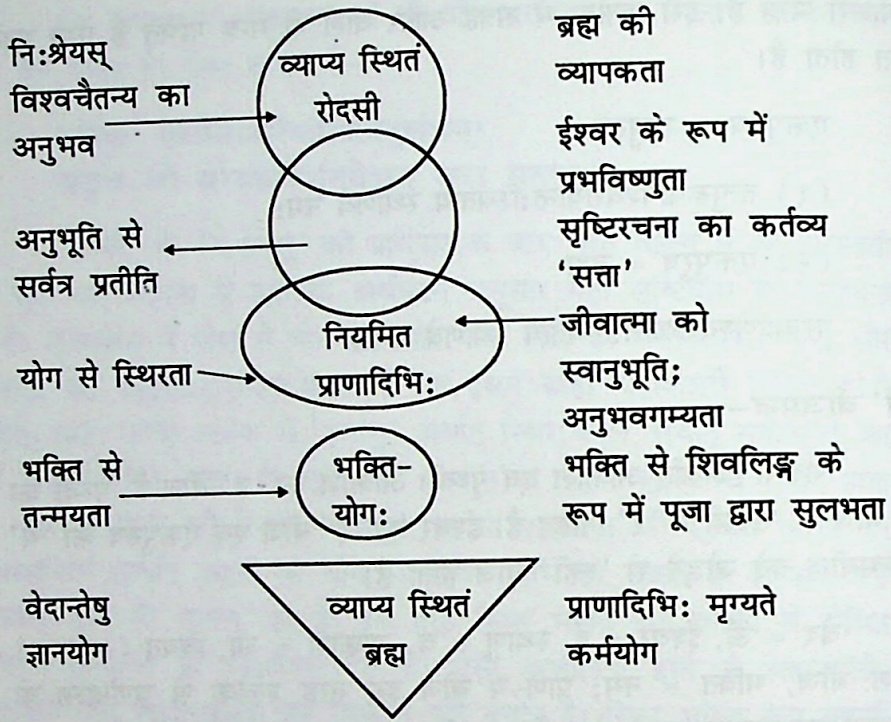 नि:श्रेयस्
विश्वचैतन्य का
अनुभव
व्याप्यं स्थितं
रोदसी
ब्रह्म की
व्यापकता
ईश्वर के रूप में
प्रभविष्णुता
अनुभूति से
सर्वत्र प्रतीति
सृष्टिरचना का कर्तव्य
‘सत्ता’
योग से स्थिरता
नियमित
प्राणादिभि:
जीवात्मा को
स्वानुभूति;
अनुभवगम्यता
भक्ति से
तन्मयता
भक्ति-
योग:
भक्ति से शिवलिङ्ग के
रूप में पूजा द्वारा सुलभता
वेदान्तेषु
ज्ञानयोग
व्याप्य स्थितं
ब्रह्म
प्राणादिभि: मृग्यते
कर्मयोग